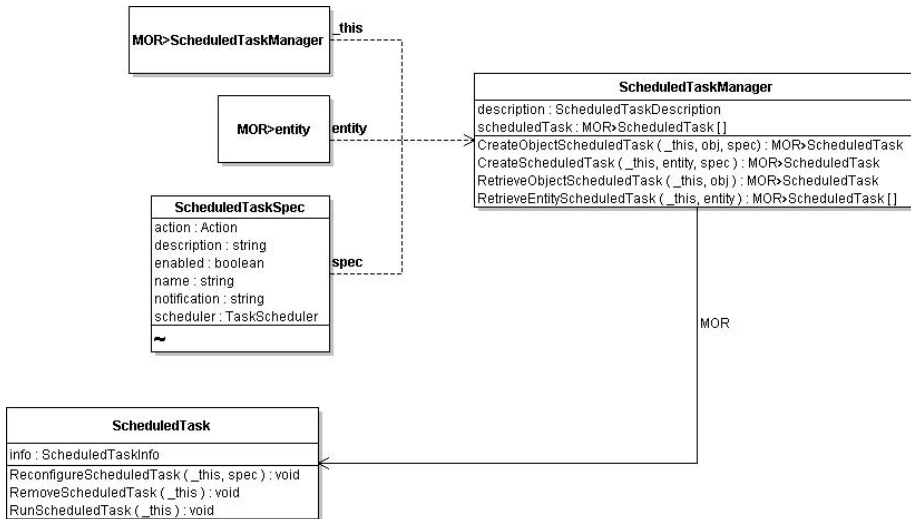 MOR>ScheduledTaskManager
_this
MOR>entity
entity
ScheduledTaskSpec
action : Action
description : string
enabled : boolean
name : string
notification : string
scheduler : TaskScheduler
~
spec
ScheduledTaskManager
description : ScheduledTaskDescription
scheduledTask : MOR>ScheduledTask [ ]
CreateObjectScheduledTask ( _this, obj, spec) : MOR>ScheduledTask
CreateScheduledTask ( _this, entity, spec ) : MOR>ScheduledTask
RetrieveObjectScheduledTask ( _this, obj ) : MOR>ScheduledTask
RetrieveEntityScheduledTask ( _this, entity ) : MOR>ScheduledTask [ ]
MOR
ScheduledTask
info : ScheduledTaskInfo
ReconfigureScheduledTask ( _this, spec ) : void
RemoveScheduledTask ( _this ) : void
RunScheduledTask ( _this ) : void